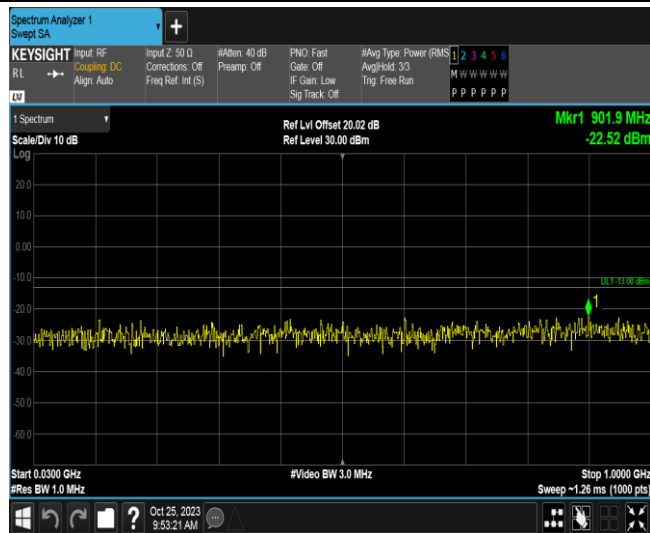 Spectrum Analyzer 1
Swept SA
+
KEYSIGHT
RL
Input: RF
Coupling: DC
Align: Auto
Input Z: 50 Ω
Corrections: Off
Freq Ref: Int (S)
#Atten: 40 dB
Preamp: Off
PNO: Fast
Gate: Off
IF Gain: Low
Sig Track: Off
#Avg Type: Power (RMS
Avg|Hold: 3/3
Trig: Free Run
1 2 3 4 5 6
M W W W W W
P P P P P P
LXI
1 Spectrum
Scale/Div 10 dB
Ref Lvl Offset 20.02 dB
Ref Level 30.00 dBm
Mkr1 901.9 MHz
-22.52 dBm
Log
20.0
10.0
0.00
-10.0
DL1 -13.00 dBm
1
-20.0
-30.0
-40.0
-50.0
-60.0
Start 0.0300 GHz
#Res BW 1.0 MHz
#Video BW 3.0 MHz
Stop 1.0000 GHz
Sweep ~1.26 ms (1000 pts)
?
Oct 25, 2023
9:53:21 AM